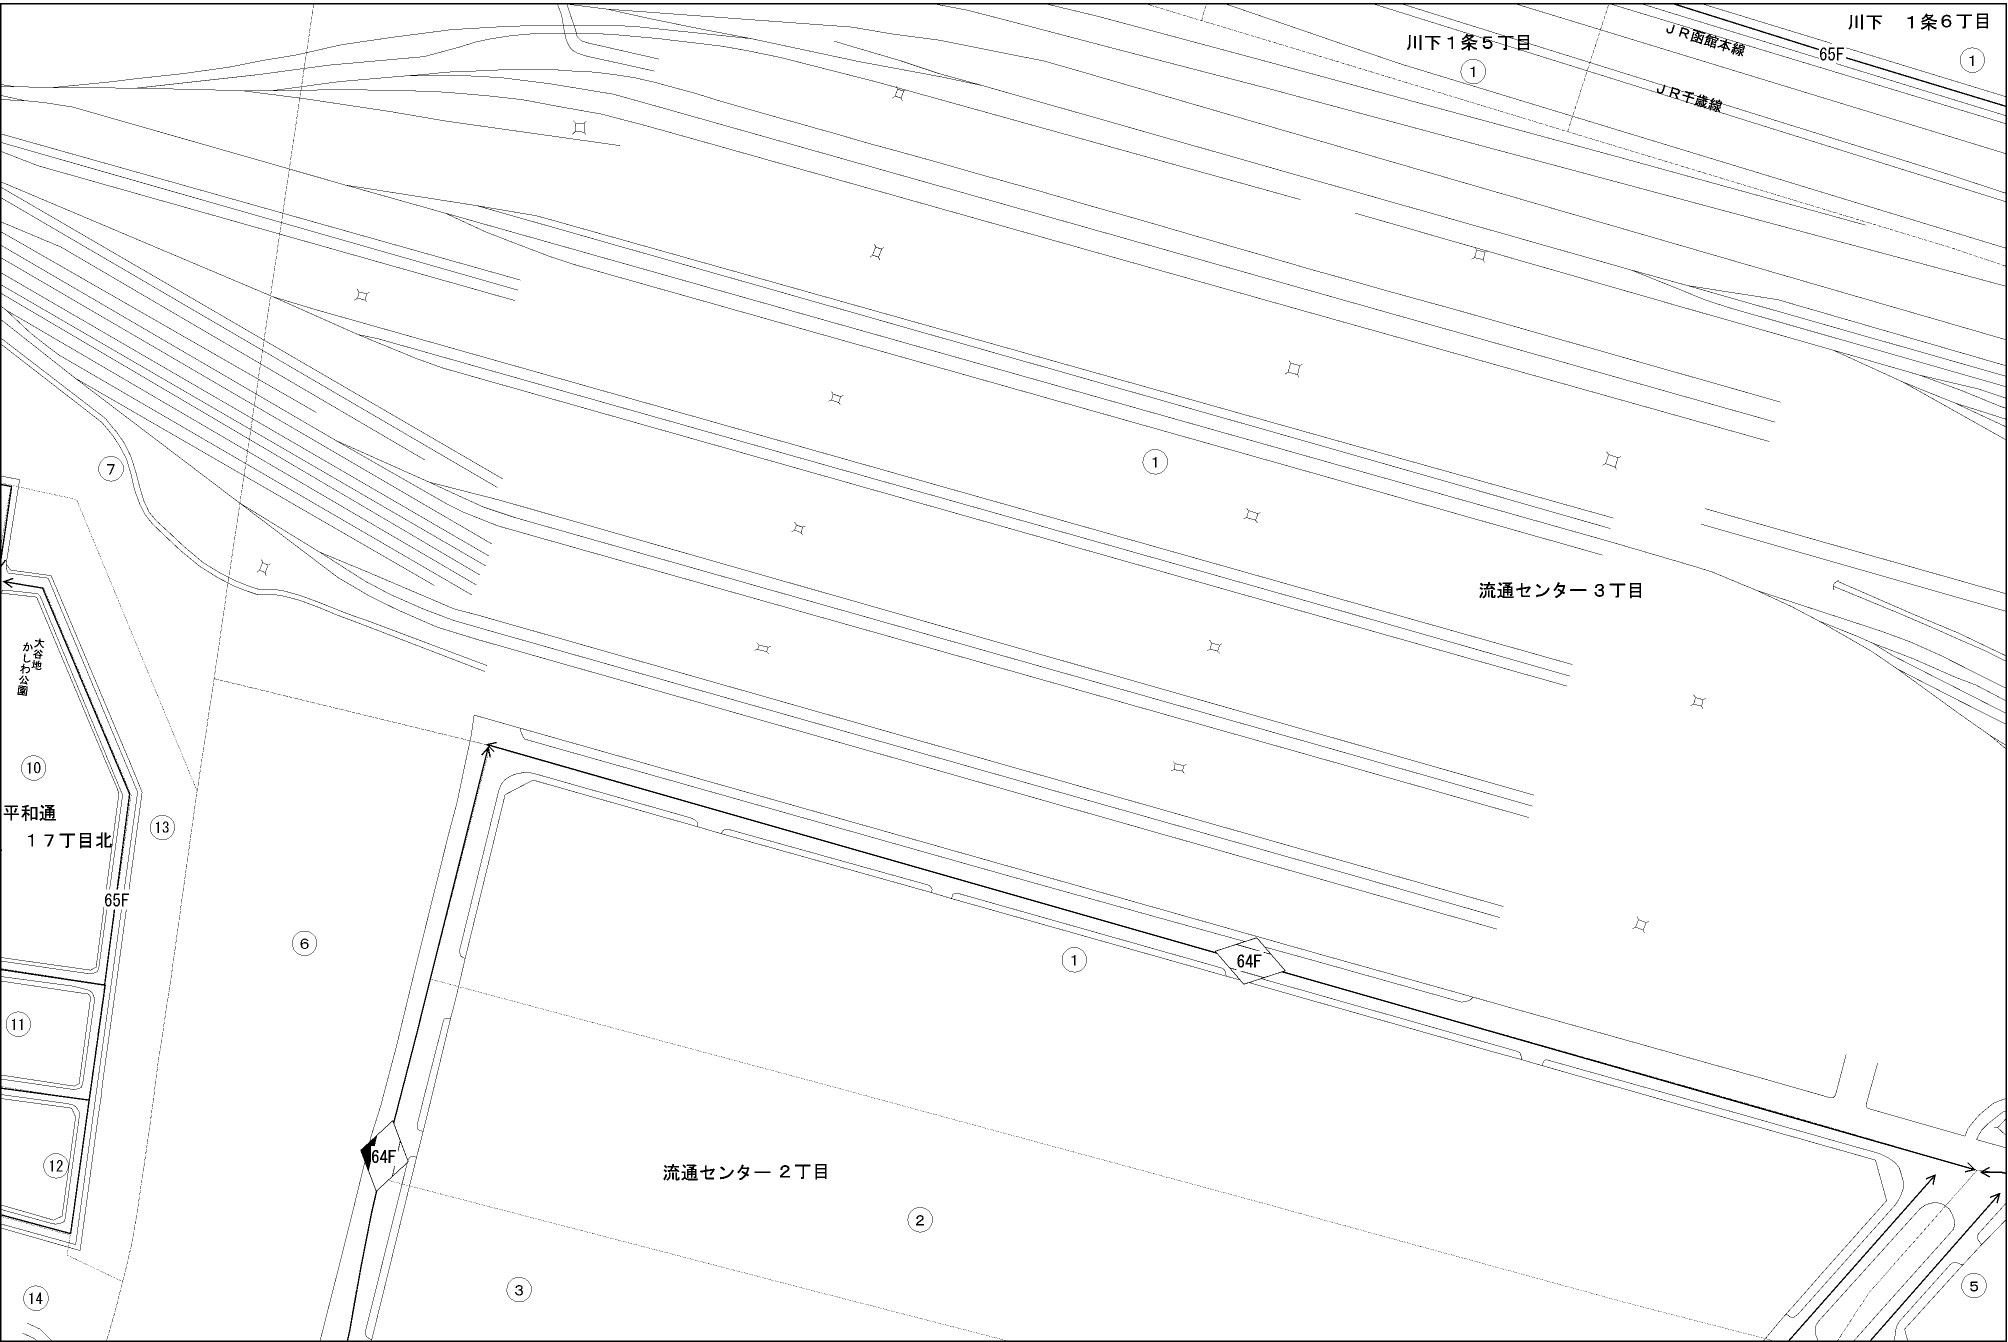 川下　１条６丁目
ＪＲ函館本線
川下１条５丁目
65F
①
①
ＪＲ千歳線
①
⑦
流通センター３丁目
大谷地
かしわ公園
⑩
平和通
１７丁目北
⑬
65F
⑥
①
64F
⑪
64F
⑫
流通センター２丁目
②
⑤
③
⑭